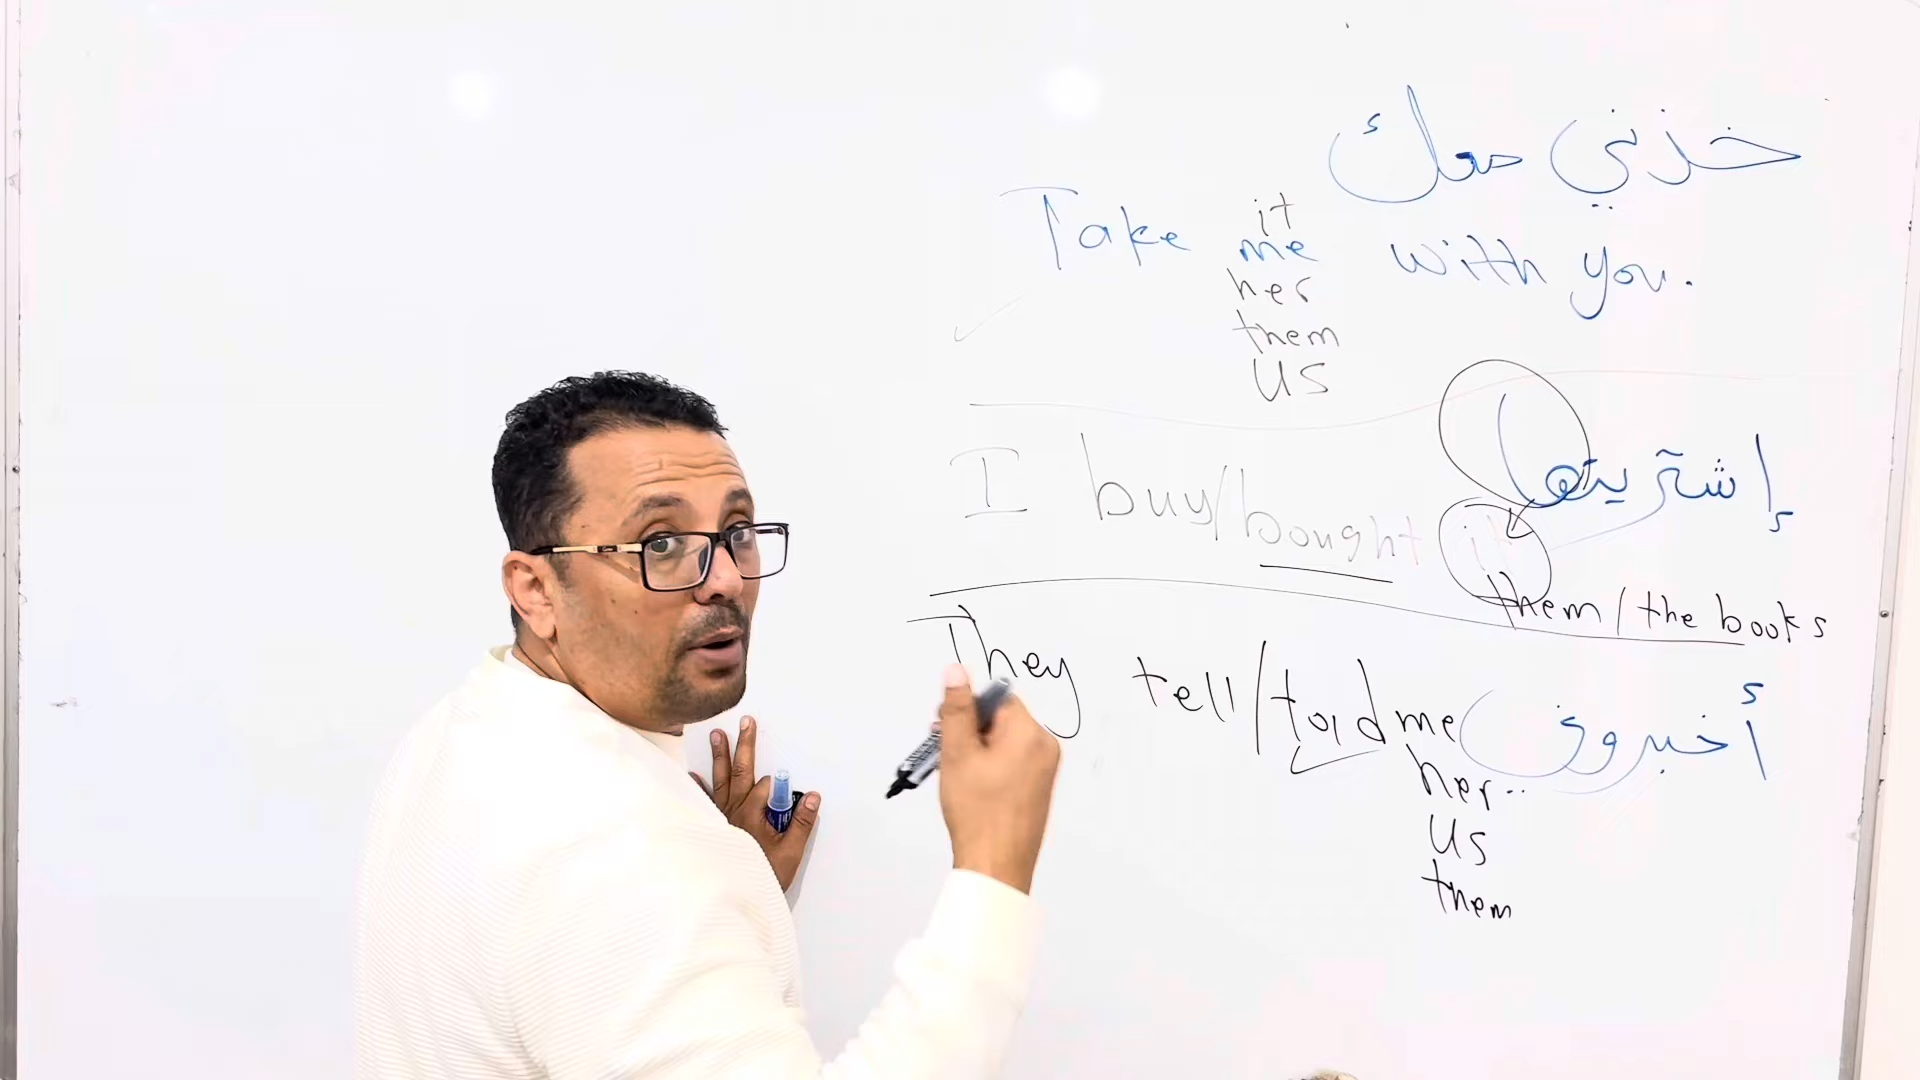 خذني معك
it
Take me with you.
her
them
us
إشتريتها
I buy/bought it
them/the books
They tell/told me
أخبروني
her
us
them